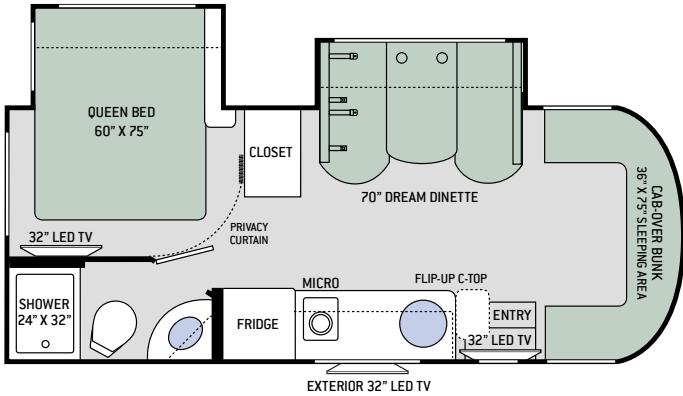 QUEEN BED
60" X 75"
CLOSET
70" DREAM DINETTE
CAB-OVER BUNK
36" X 75" SLEEPING AREA
PRIVACY
CURTAIN
32" LED TV
SHOWER
24" X 32"
MICRO
FLIP-UP C-TOP
FRIDGE
ENTRY
32" LED TV
EXTERIOR 32" LED TV